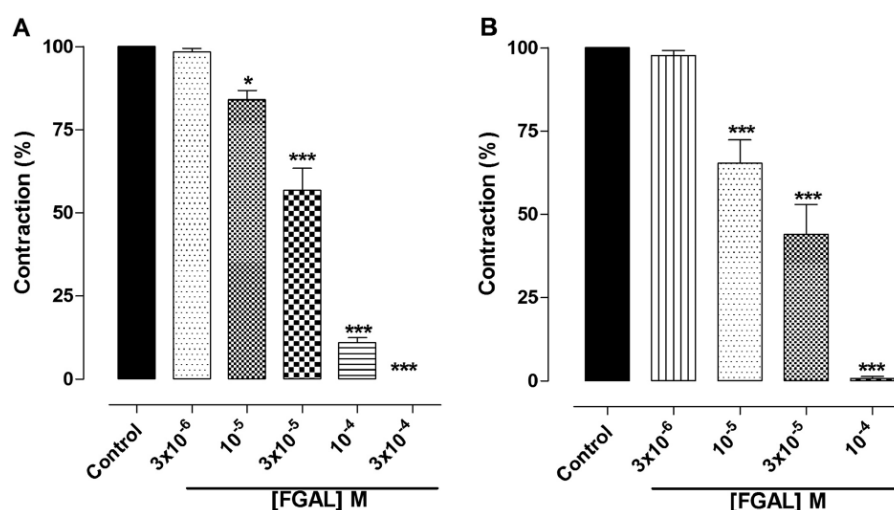 A
Contraction (%)
100
75
50
25
0
*
***
***
***
Control
3x10⁻⁶
10⁻⁵
3x10⁻⁵
10⁻⁴
3x10⁻⁴
[FGAL] M
B
Contraction (%)
100
75
50
25
0
***
***
***
Control
3x10⁻⁶
10⁻⁵
3x10⁻⁵
10⁻⁴
[FGAL] M